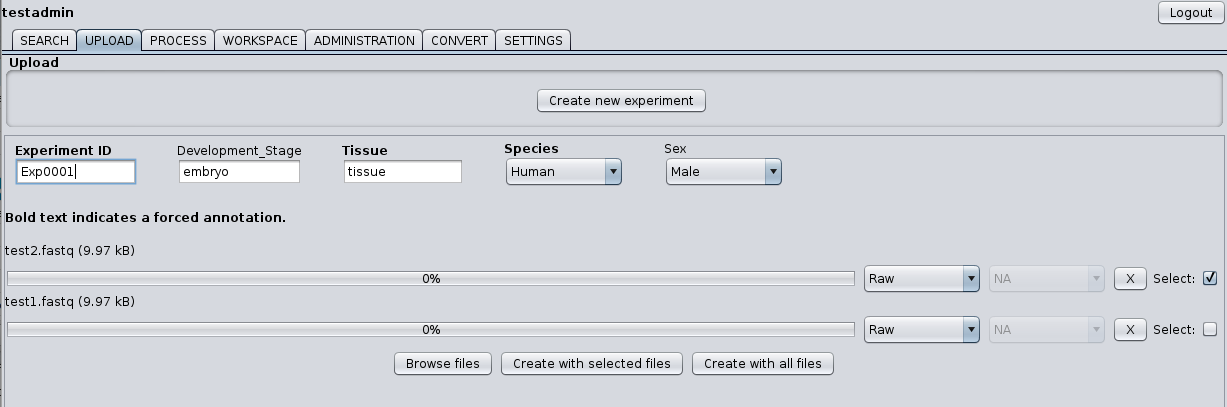 testadmin Logout
SEARCH UPLOAD PROCESS WORKSPACE ADMINISTRATION CONVERT SETTINGS
Upload
Create new experiment
Experiment ID Development_Stage Tissue Species Sex
Exp0001 embryo tissue Human Male
Bold text indicates a forced annotation.
test2.fastq (9.97 kB)
0% Raw NA X Select:
test1.fastq (9.97 kB)
0% Raw NA X Select:
Browse files Create with selected files Create with all files